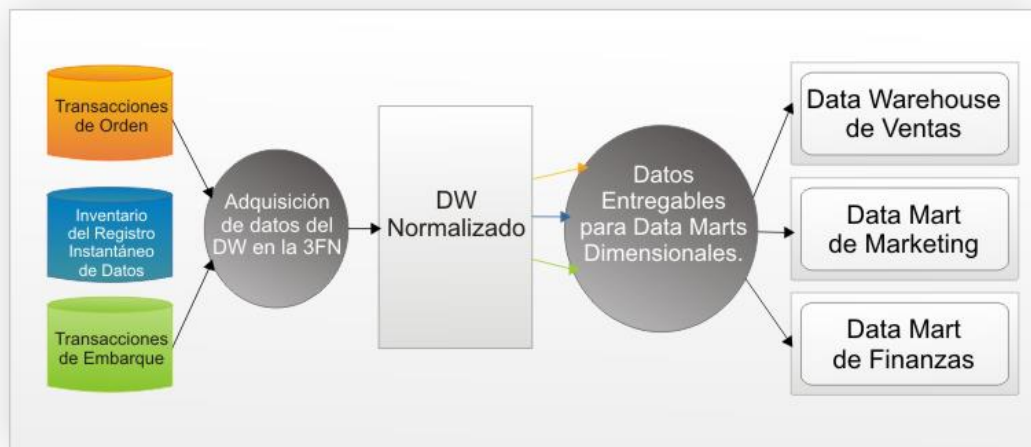 Transacciones
de Orden
Inventario
del Registro
Instantáneo
de Datos
Transacciones
de Embarque
Adquisición
de datos del
DW en la 3FN
DW
Normalizado
Datos
Entregables
para Data Marts
Dimensionales.
Data Warehouse
de Ventas
Data Mart
de Marketing
Data Mart
de Finanzas